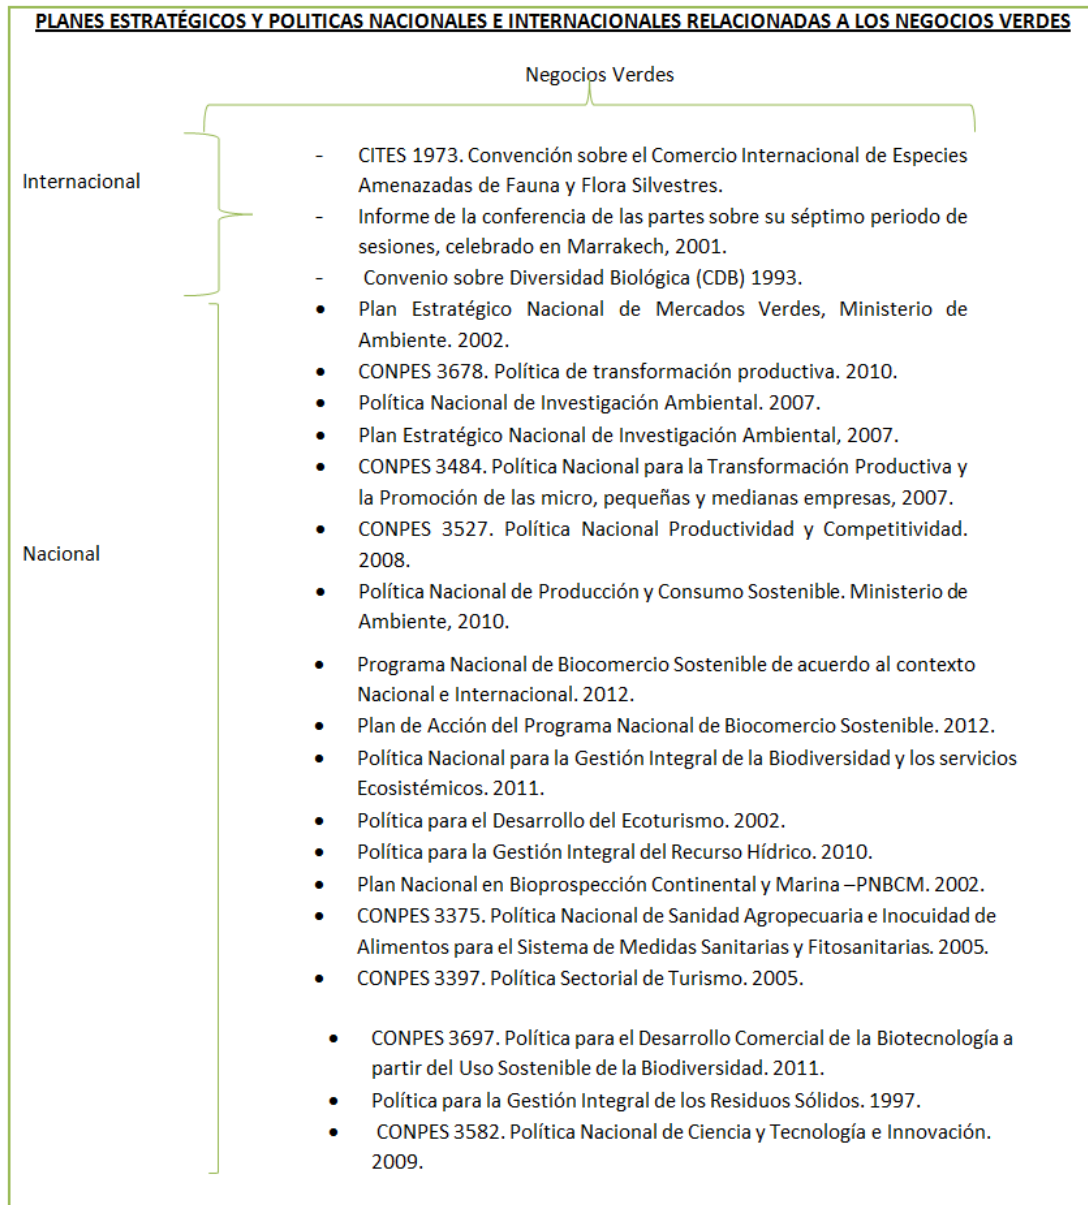 PLANES ESTRATÉGICOS Y POLITICAS NACIONALES E INTERNACIONALES RELACIONADAS A LOS NEGOCIOS VERDES
Negocios Verdes
Internacional
- CITES 1973. Convención sobre el Comercio Internacional de Especies
Amenazadas de Fauna y Flora Silvestres.
- Informe de la conferencia de las partes sobre su séptimo periodo de
sesiones, celebrado en Marrakech, 2001.
- Convenio sobre Diversidad Biológica (CDB) 1993.
Nacional
• Plan Estratégico Nacional de Mercados Verdes, Ministerio de
Ambiente. 2002.
• CONPES 3678. Política de transformación productiva. 2010.
• Política Nacional de Investigación Ambiental. 2007.
• Plan Estratégico Nacional de Investigación Ambiental, 2007.
• CONPES 3484. Política Nacional para la Transformación Productiva y
la Promoción de las micro, pequeñas y medianas empresas, 2007.
• CONPES 3527. Política Nacional Productividad y Competitividad.
2008.
• Política Nacional de Producción y Consumo Sostenible. Ministerio de
Ambiente, 2010.
• Programa Nacional de Biocomercio Sostenible de acuerdo al contexto
Nacional e Internacional. 2012.
• Plan de Acción del Programa Nacional de Biocomercio Sostenible. 2012.
• Política Nacional para la Gestión Integral de la Biodiversidad y los servicios
Ecosistémicos. 2011.
• Política para el Desarrollo del Ecoturismo. 2002.
• Política para la Gestión Integral del Recurso Hídrico. 2010.
• Plan Nacional en Bioprospección Continental y Marina –PNBCM. 2002.
• CONPES 3375. Política Nacional de Sanidad Agropecuaria e Inocuidad de
Alimentos para el Sistema de Medidas Sanitarias y Fitosanitarias. 2005.
• CONPES 3397. Política Sectorial de Turismo. 2005.
• CONPES 3697. Política para el Desarrollo Comercial de la Biotecnología a
partir del Uso Sostenible de la Biodiversidad. 2011.
• Política para la Gestión Integral de los Residuos Sólidos. 1997.
• CONPES 3582. Política Nacional de Ciencia y Tecnología e Innovación.
2009.